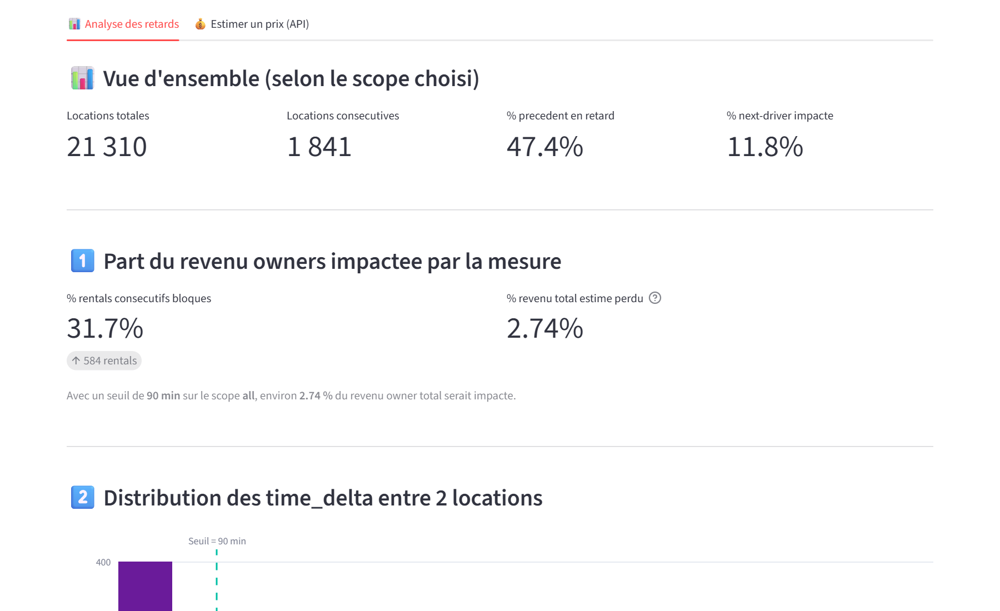 Analyse des retards
Estimer un prix (API)
Vue d'ensemble (selon le scope choisi)
Locations totales
21 310
Locations consecutives
1 841
% precedent en retard
47.4%
% next-driver impacte
11.8%
1 Part du revenu owners impactee par la mesure
% rentals consecutifs bloques
31.7%
↑ 584 rentals
% revenu total estime perdu ?
2.74%
Avec un seuil de 90 min sur le scope all, environ 2.74 % du revenu owner total serait impacte.
2 Distribution des time_delta entre 2 locations
Seuil = 90 min
400